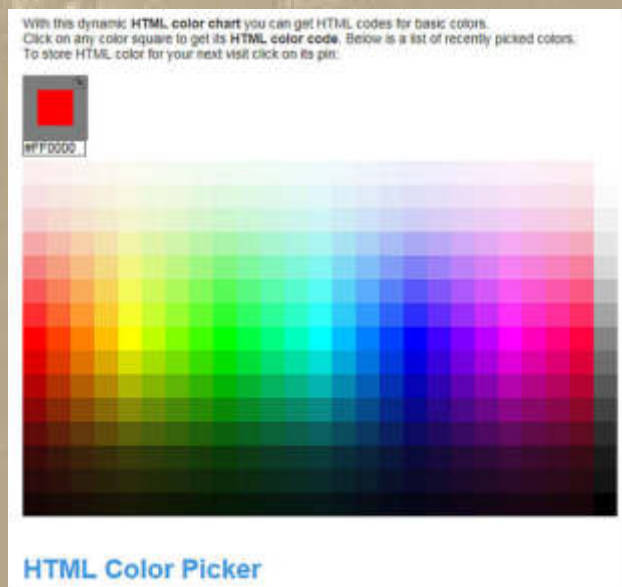 With this dynamic HTML color chart you can get HTML codes for basic colors.
Click on any color square to get its HTML color code. Below is a list of recently picked colors.
To store HTML color for your next visit click on its pin:
#FF0000
HTML Color Picker